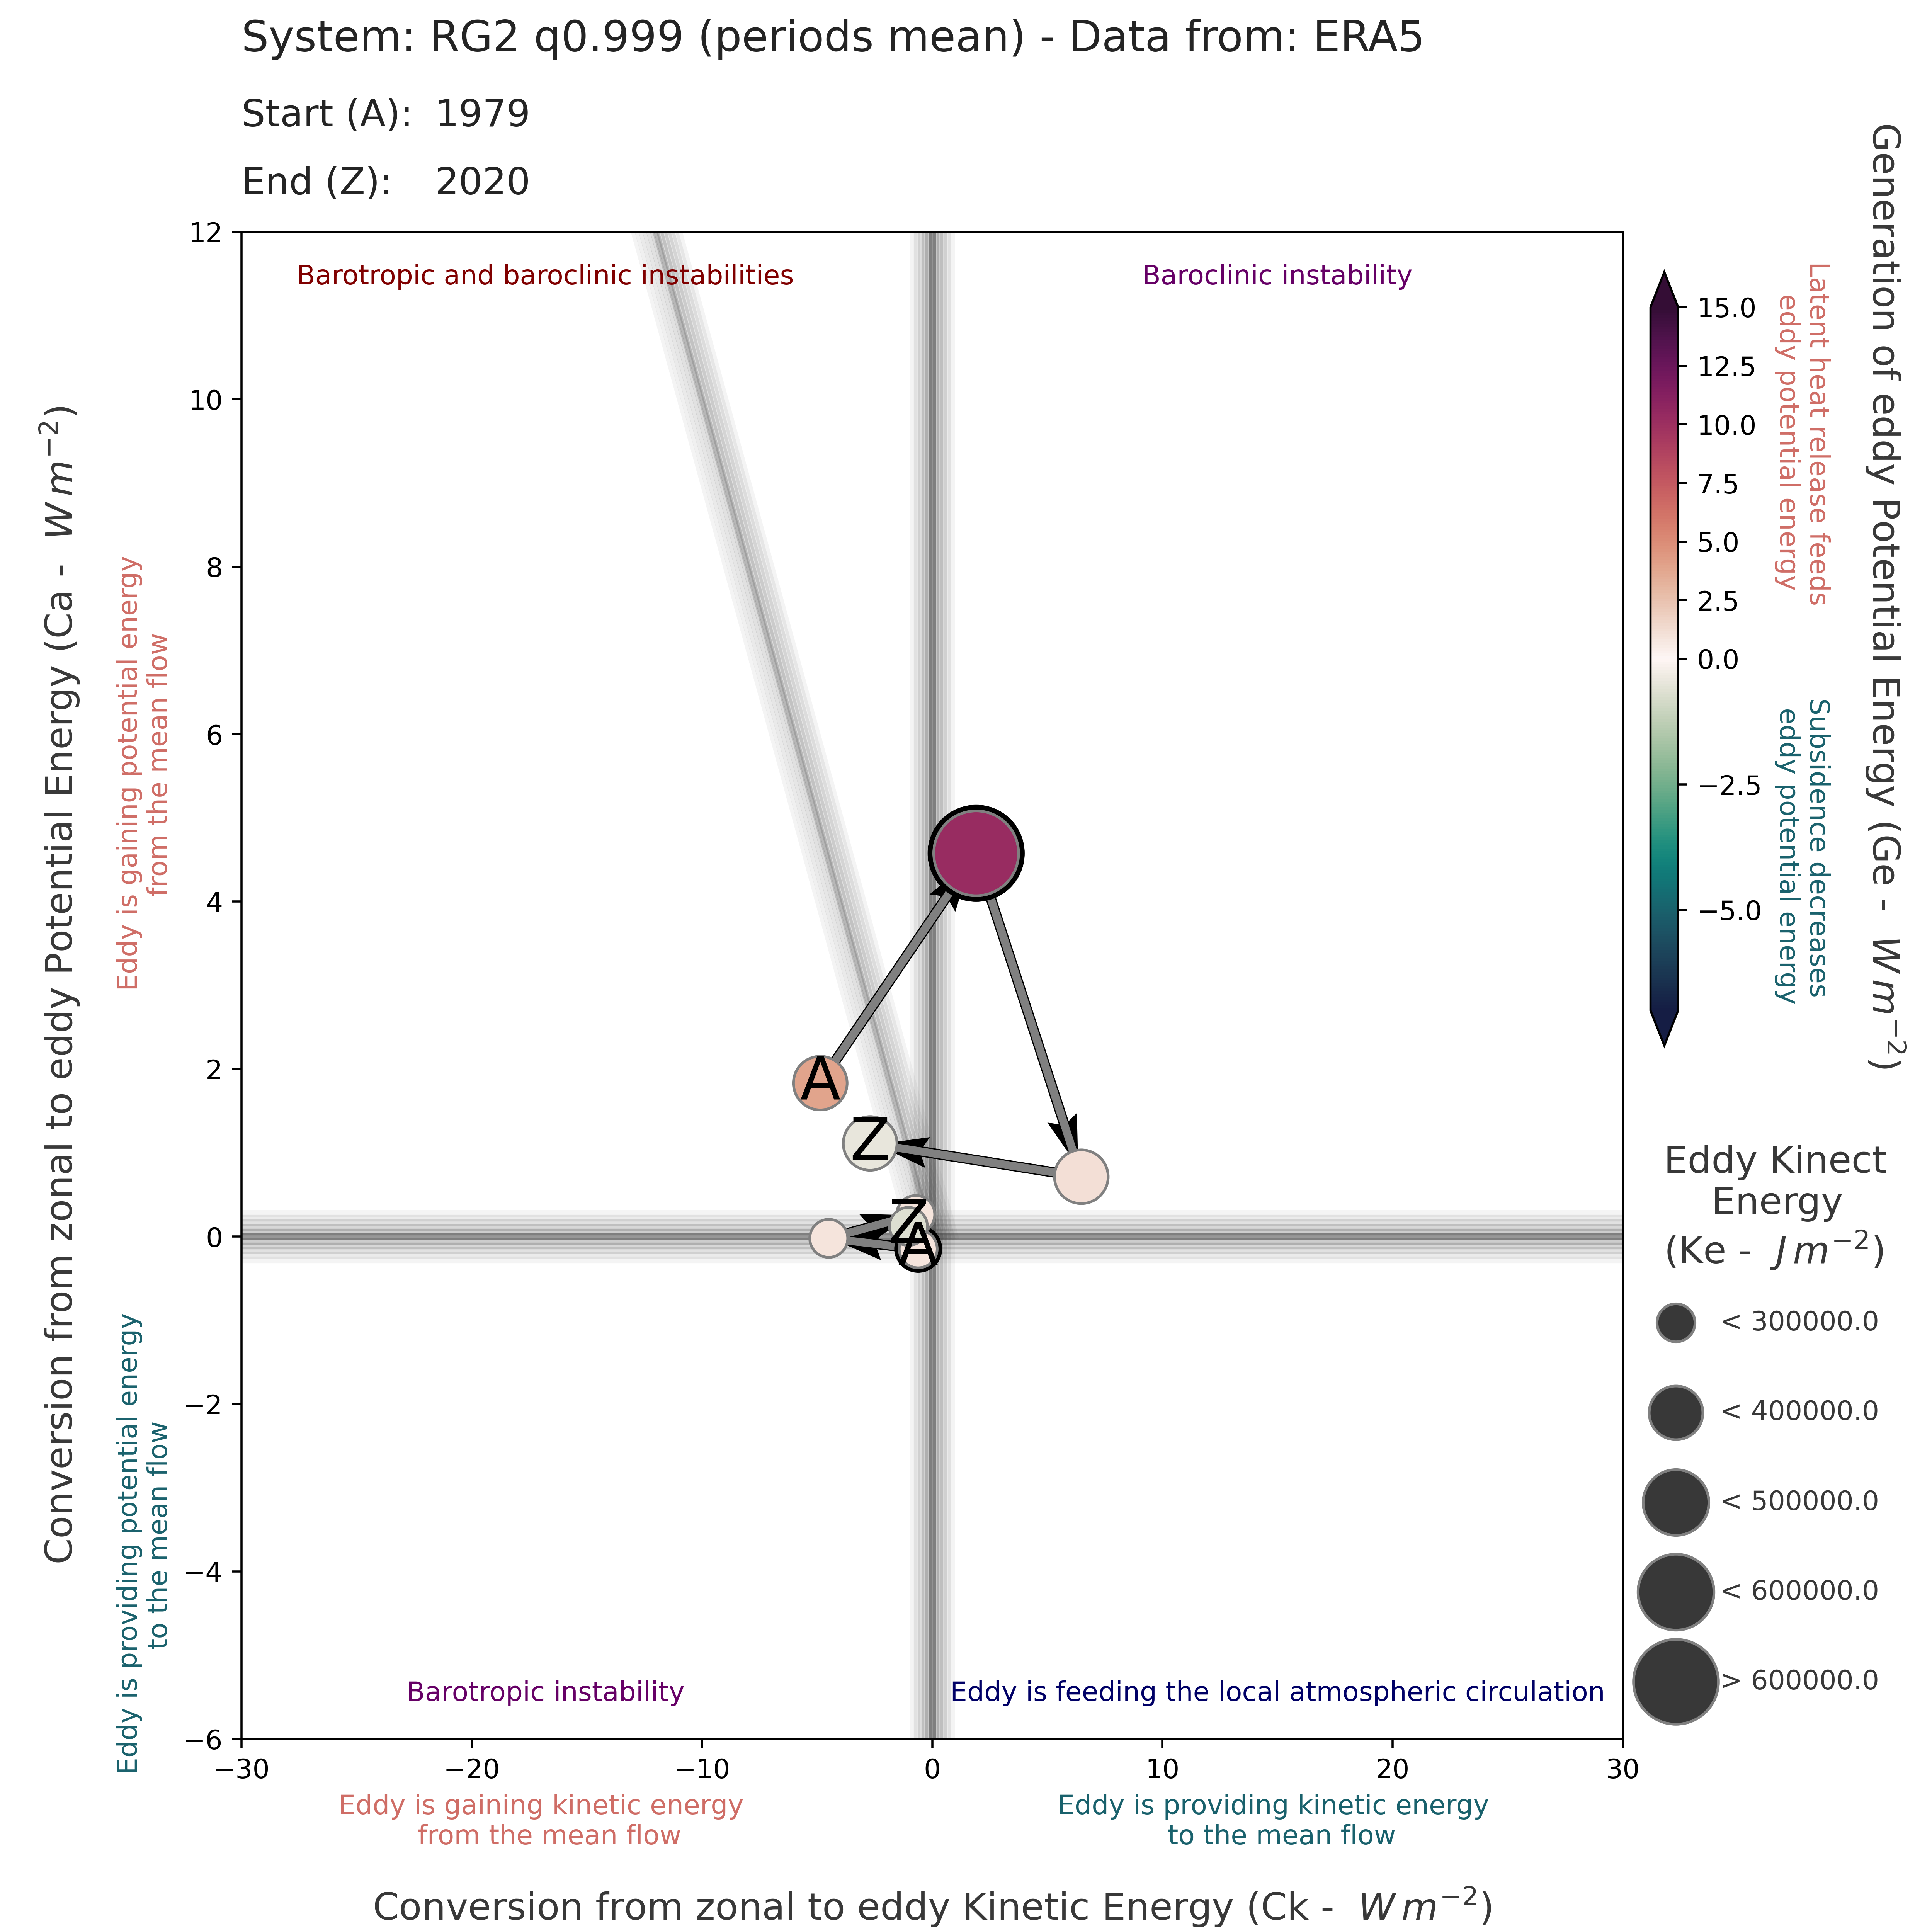 System: RG2 q0.999 (periods mean) - Data from: ERA5
Start (A): 1979
End (Z): 2020
Barotropic and baroclinic instabilities
Baroclinic instability
Barotropic instability
Eddy is feeding the local atmospheric circulation
A
Z
Z
A
12
10
8
6
4
2
0
−2
−4
−6
−30
−20
−10
0
10
20
30
Conversion from zonal to eddy Potential Energy (Ca - W m⁻²)
Eddy is gaining potential energy
from the mean flow
Eddy is providing potential energy
to the mean flow
Eddy is gaining kinetic energy
from the mean flow
Eddy is providing kinetic energy
to the mean flow
Conversion from zonal to eddy Kinetic Energy (Ck - W m⁻²)
15.0
12.5
10.0
7.5
5.0
2.5
0.0
−2.5
−5.0
Latent heat release feeds
eddy potential energy
Subsidence decreases
eddy potential energy
Generation of eddy Potential Energy (Ge - W m⁻²)
Eddy Kinect
Energy
(Ke - J m⁻²)
< 300000.0
< 400000.0
< 500000.0
< 600000.0
> 600000.0